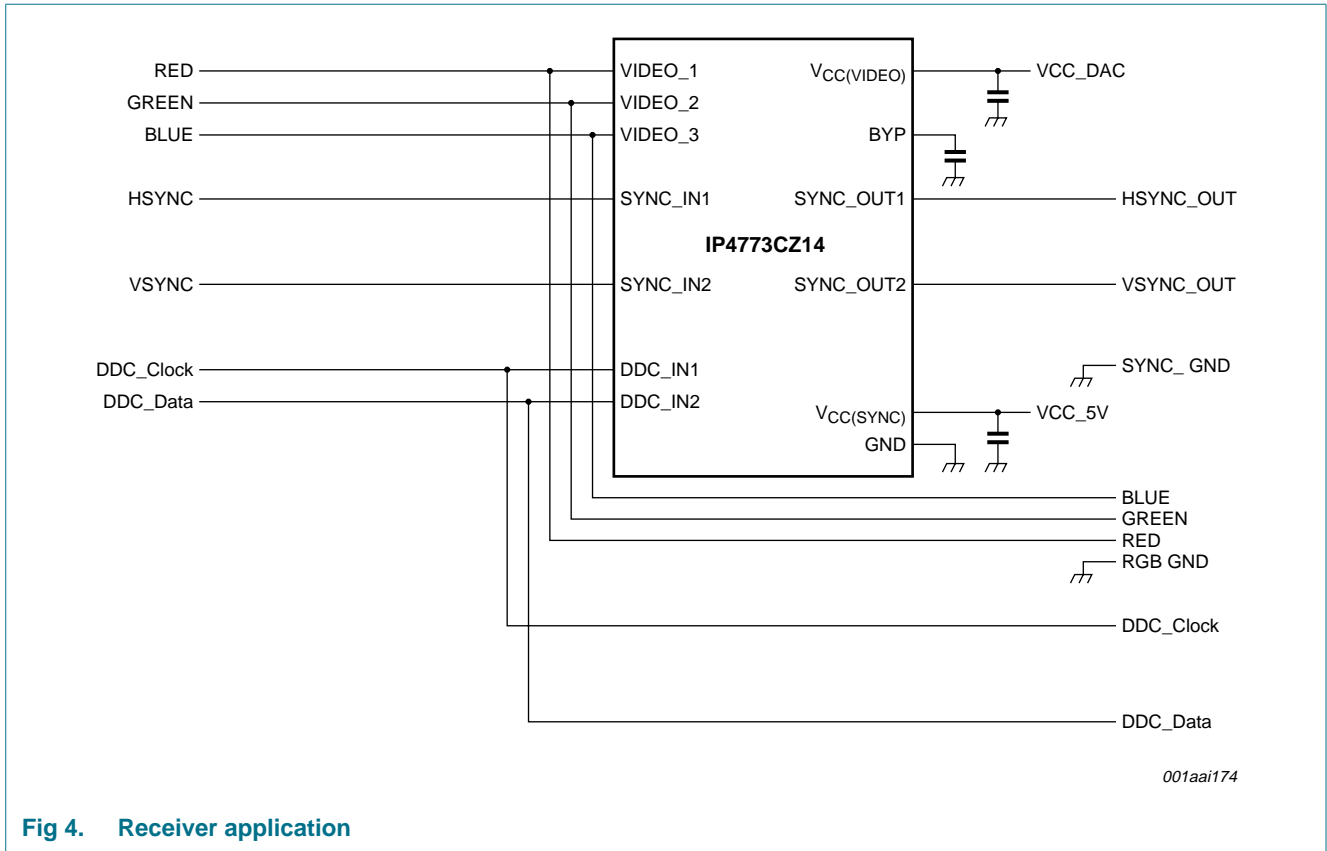 RED
VIDEO_1
VCC(VIDEO)
VCC_DAC
GREEN
VIDEO_2
BLUE
VIDEO_3
BYP
HSYNC
SYNC_IN1
SYNC_OUT1
HSYNC_OUT
IP4773CZ14
VSYNC
SYNC_IN2
SYNC_OUT2
VSYNC_OUT
DDC_Clock
DDC_IN1
SYNC_ GND
DDC_Data
DDC_IN2
VCC(SYNC)
VCC_5V
GND
BLUE
GREEN
RED
RGB GND
DDC_Clock
DDC_Data
001aai174
Fig 4. Receiver application